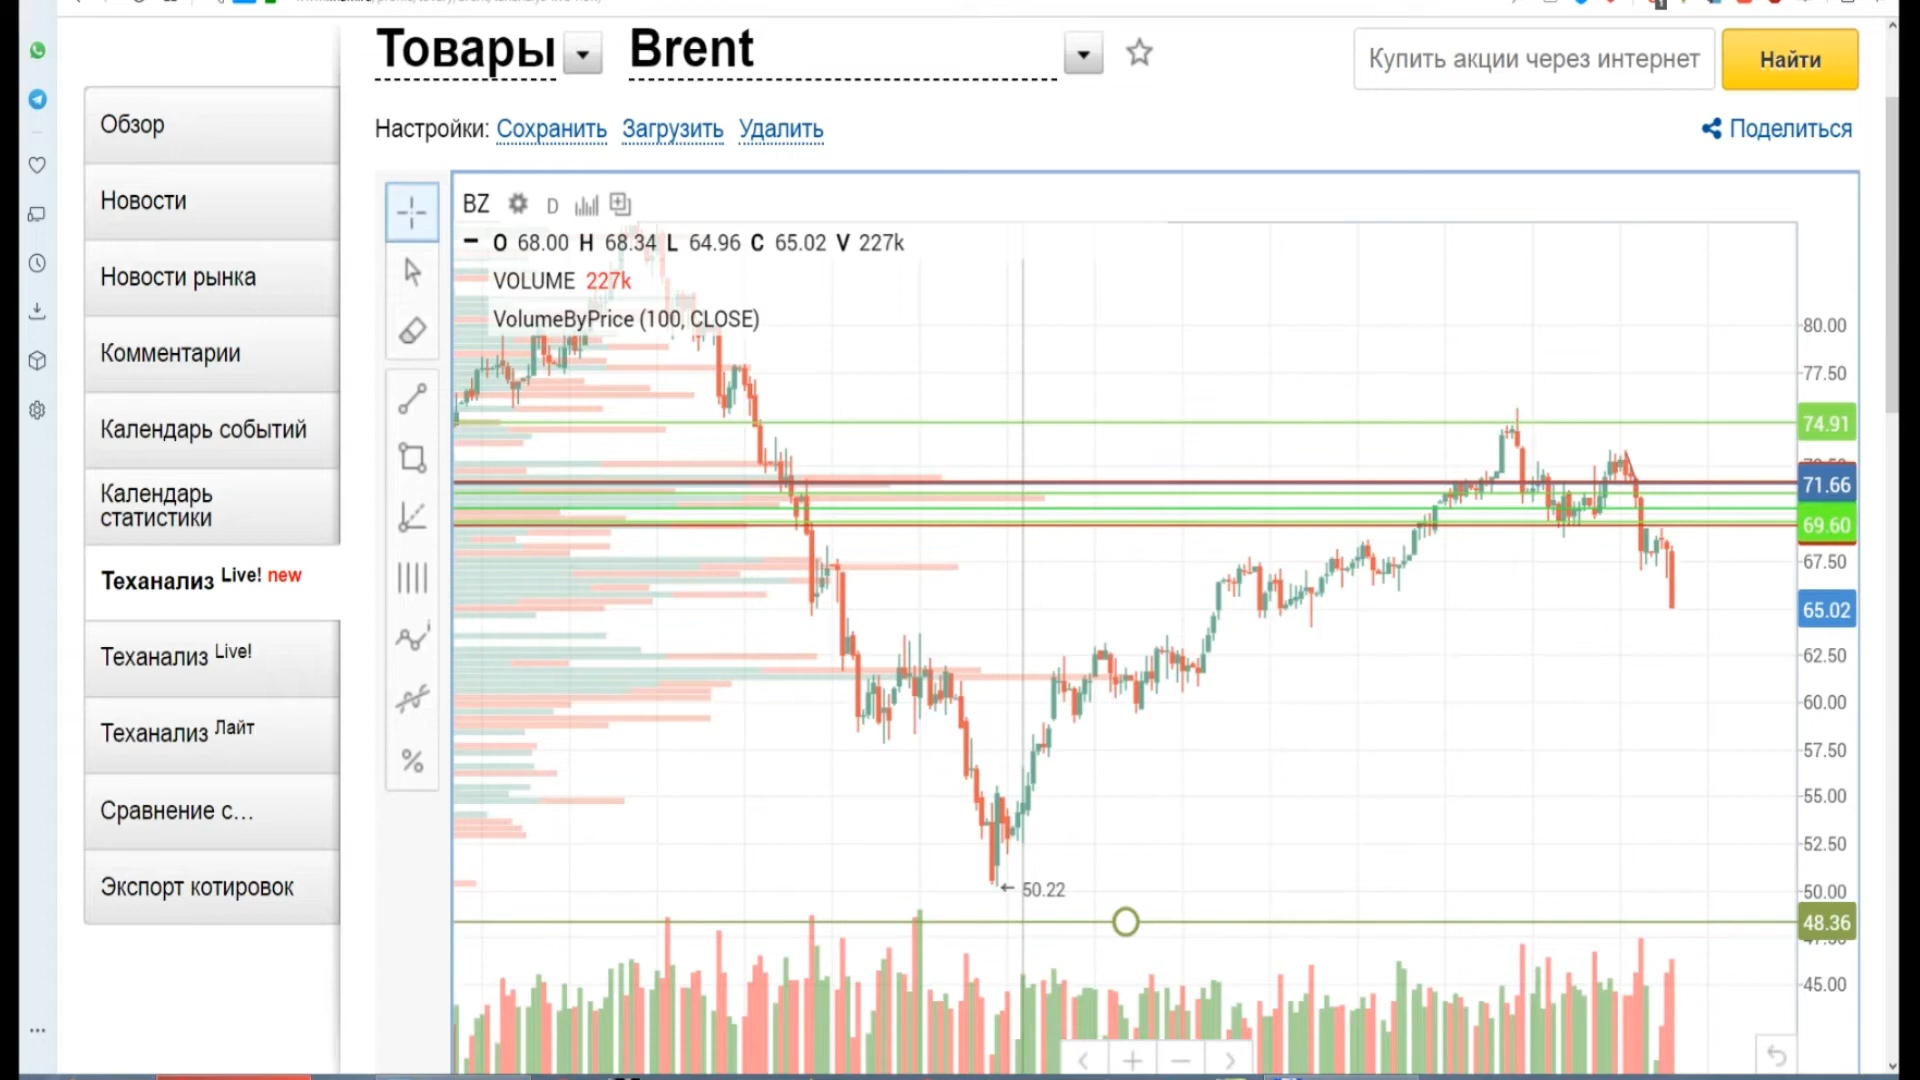 Товары Brent
Купить акции через интернет
Найти
Настройки: Сохранить Загрузить Удалить
Поделиться
Обзор
Новости
Новости рынка
Комментарии
Календарь событий
Календарь
статистики
Теханализ Live! new
Теханализ Live!
Теханализ Лайт
Сравнение с...
Экспорт котировок
BZ D
O 68.00 H 68.34 L 64.96 C 65.02 V 227k
VOLUME 227k
VolumeByPrice (100, CLOSE)
80.00
77.50
74.91
71.66
69.60
67.50
65.02
62.50
60.00
57.50
55.00
52.50
50.00
50.22
48.36
45.00